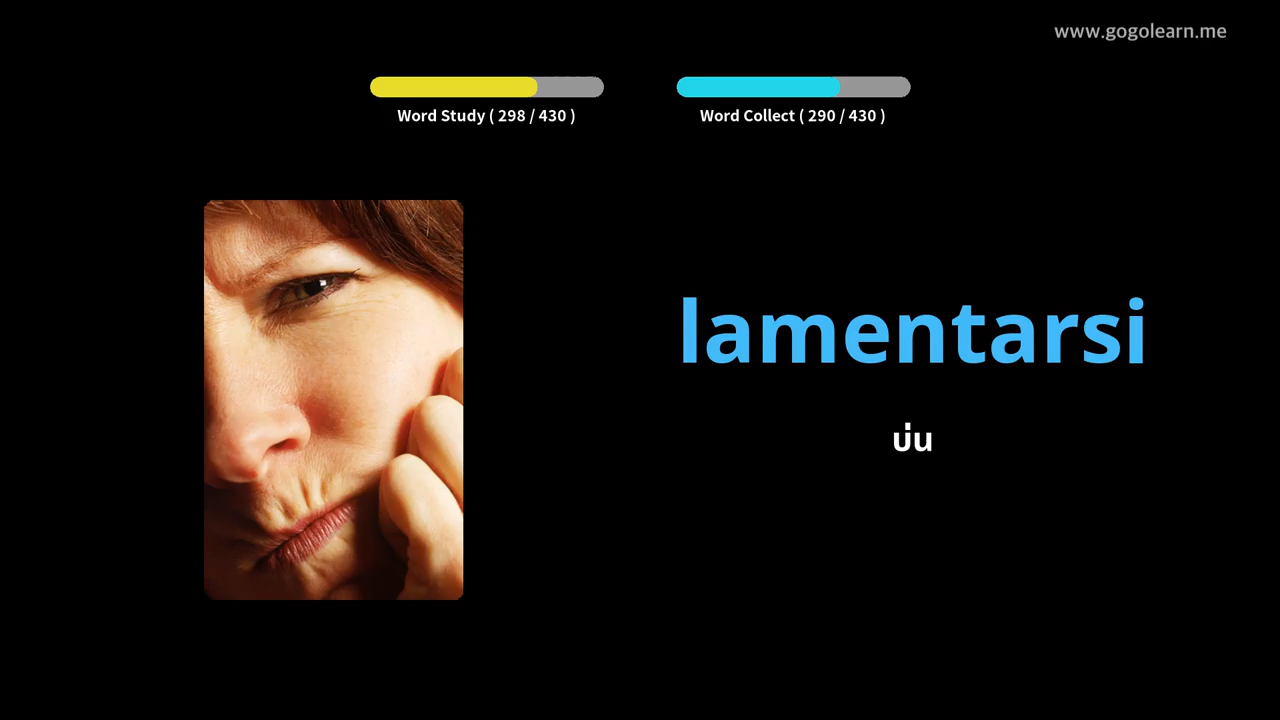 www.gogolearn.me
Word Study ( 298 / 430 )
Word Collect ( 290 / 430 )
lamentarsi
บ่น